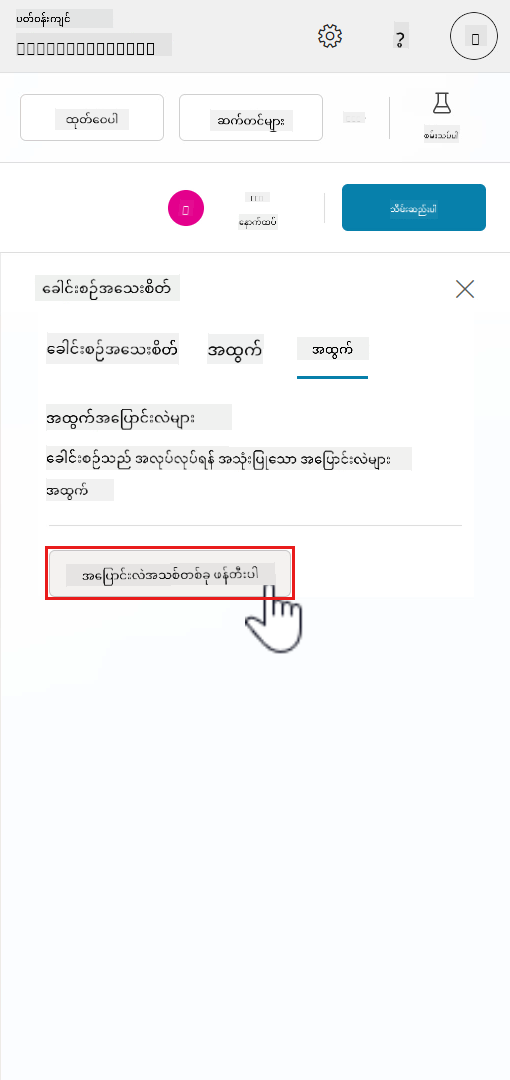 ပတ်ဝန်းကျင်
?
ထုတ်ဝေပါ
ဆက်တင်များ
စမ်းသပ်ပါ
နောက်ထပ်
သိမ်းဆည်းပါ
ခေါင်းစဉ်အသေးစိတ်
ခေါင်းစဉ်အသေးစိတ် အထွက် အထွက်
အထွက်အပြောင်းလဲများ
ခေါင်းစဉ်သည် အလုပ်လုပ်ရန် အသုံးပြုသော အပြောင်းလဲများ
အထွက်
အပြောင်းလဲအသစ်တစ်ခု ဖန်တီးပါ